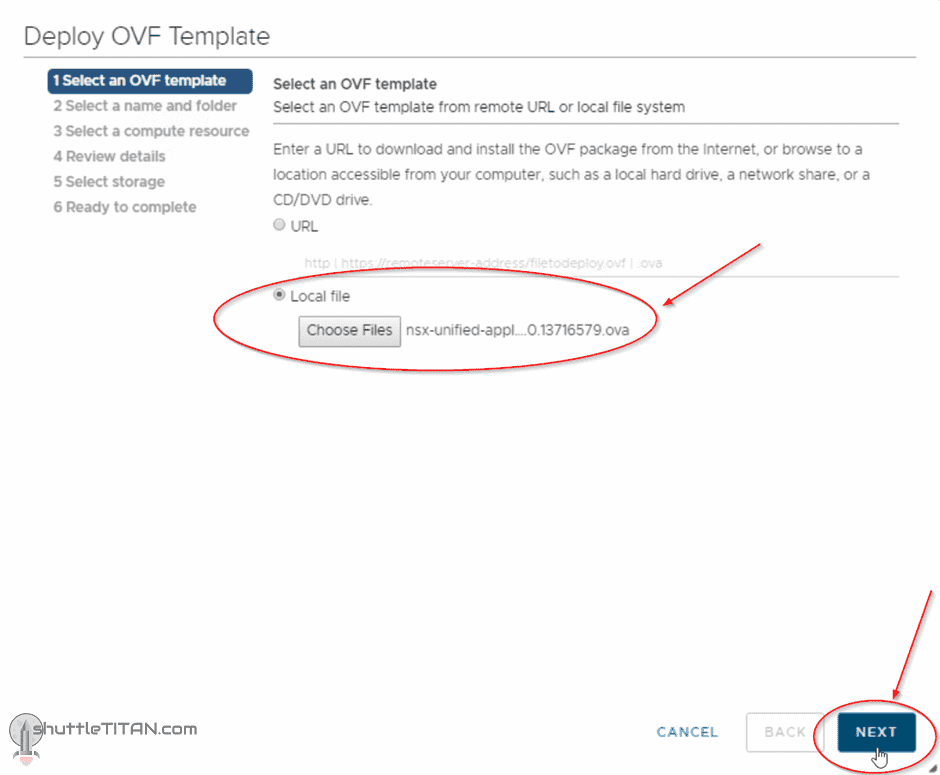 Deploy OVF Template
1 Select an OVF template
2 Select a name and folder
3 Select a compute resource
4 Review details
5 Select storage
6 Ready to complete
Select an OVF template
Select an OVF template from remote URL or local file system
Enter a URL to download and install the OVF package from the Internet, or browse to a
location accessible from your computer, such as a local hard drive, a network share, or a
CD/DVD drive.
URL
http | https://remoteserver-address/filetodeploy.ovf | .ova
Local file
Choose Files nsx-unified-appl....0.13716579.ova
shuttleTITAN.com
CANCEL BACK NEXT